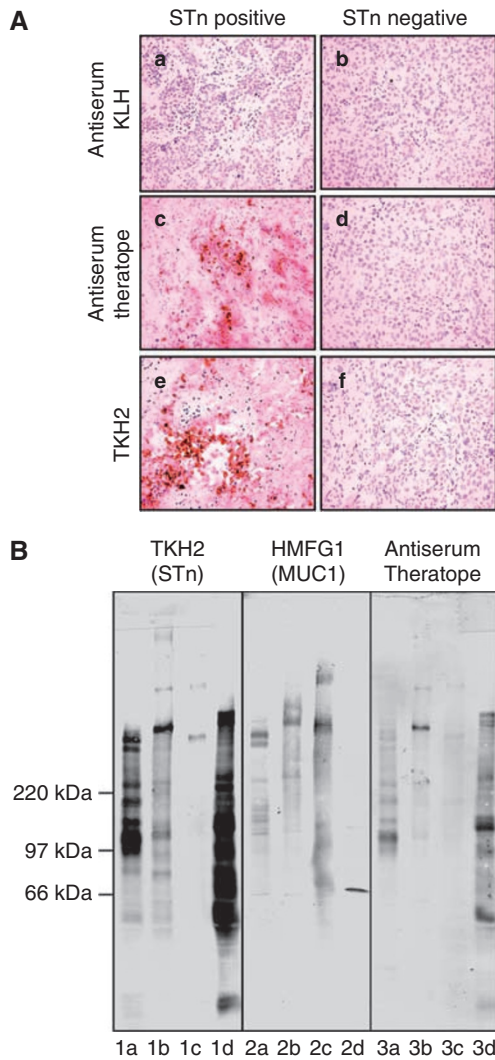 A
STn positive
STn negative
Antiserum
KLH
a
b
Antiserum
theratope
c
d
TKH2
e
f
B
TKH2
(STn)
HMFG1
(MUC1)
Antiserum
Theratope
220 kDa
97 kDa
66 kDa
1a 1b 1c 1d 2a 2b 2c 2d 3a 3b 3c 3d